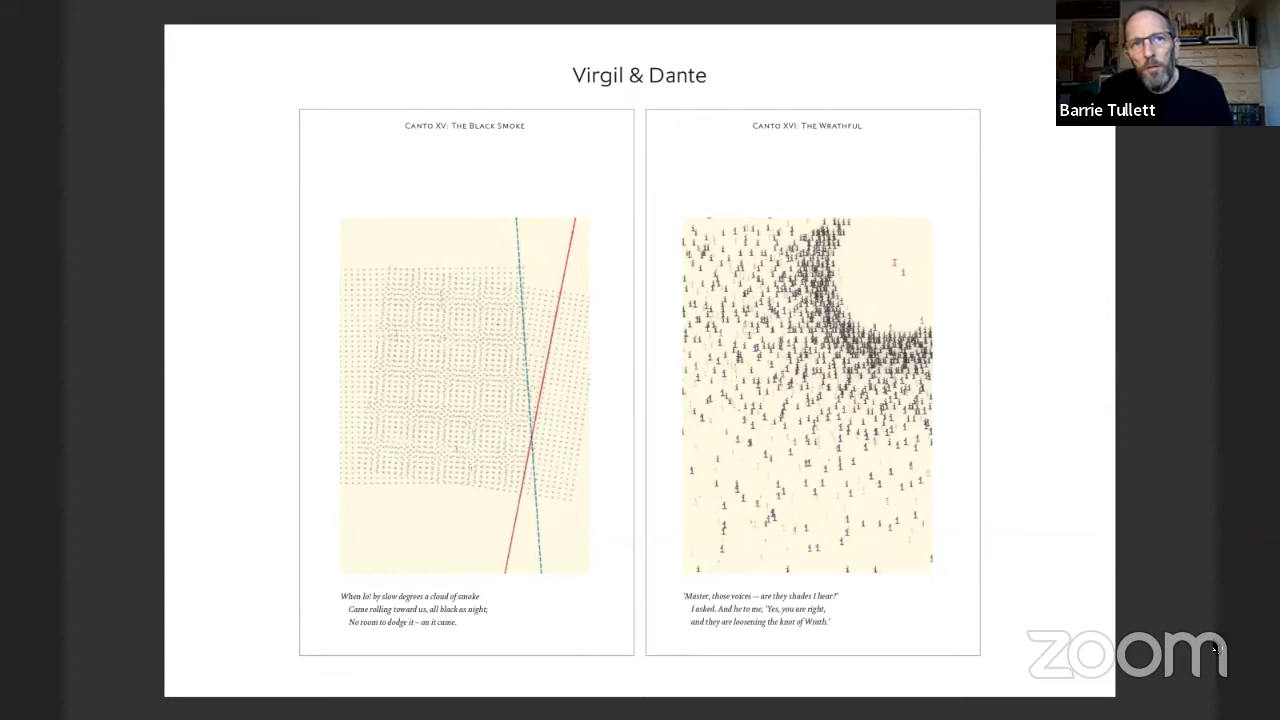 Virgil & Dante
Barrie Tullett
Canto XV: The Black Smoke
When lo! by slow degrees a cloud of smoke
Came rolling toward us, all black as night;
No room to dodge it – on it came.
Canto XVI: The Wrathful
'Master, those voices — are they shades I hear?'
I asked. And he to me, 'Yes, you are right,
and they are loosening the knot of Wrath.'
zoom